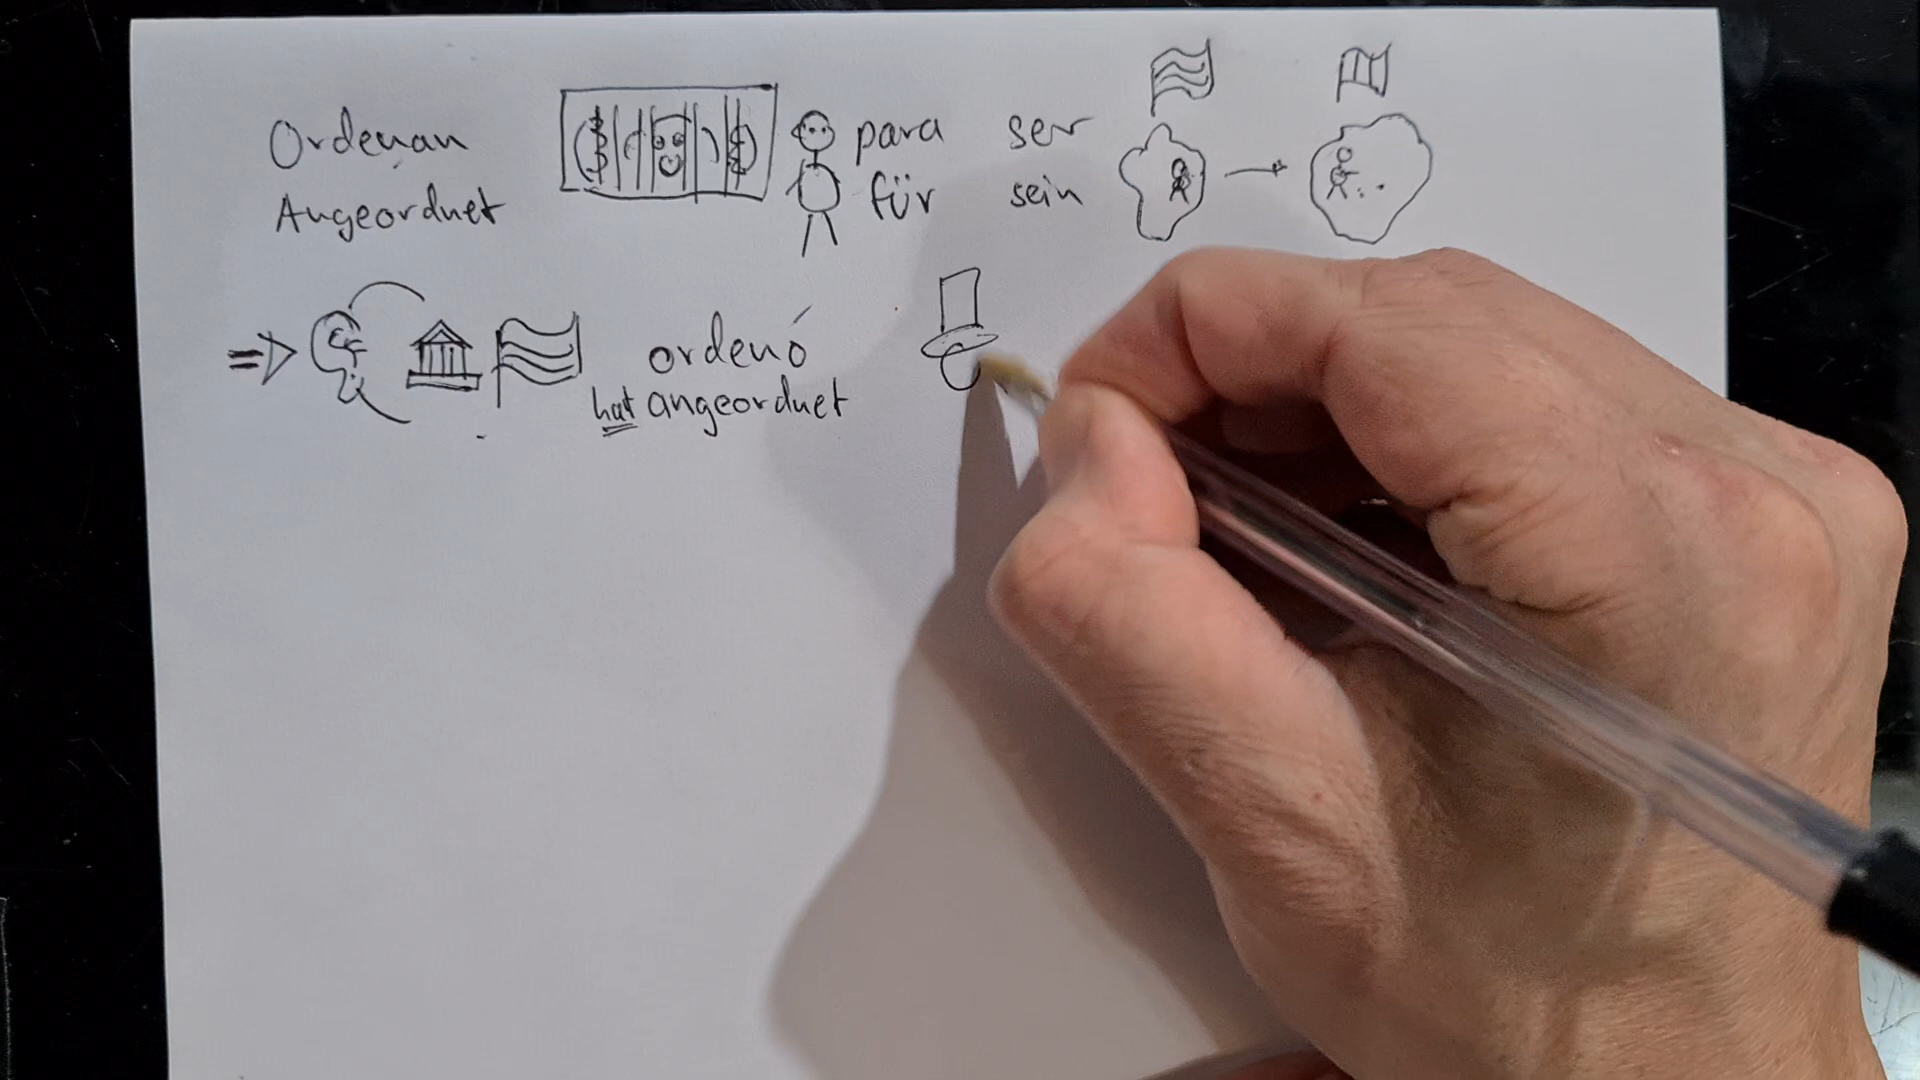 Ordenan para ser
Angeordnet für sein
=> ordenó
hat angeordnet